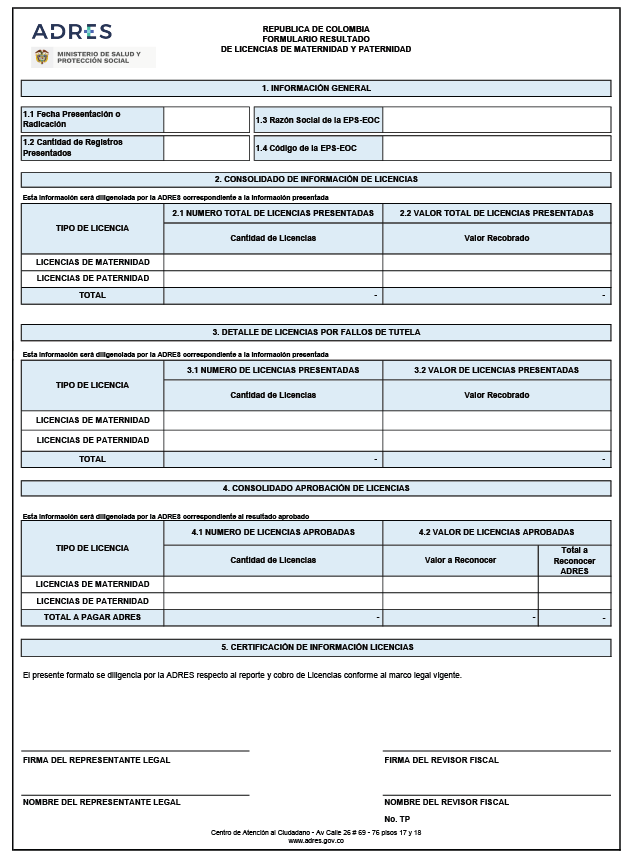 ADRES
MINISTERIO DE SALUD Y
PROTECCIÓN SOCIAL
REPUBLICA DE COLOMBIA
FORMULARIO RESULTADO
DE LICENCIAS DE MATERNIDAD Y PATERNIDAD
1. INFORMACIÓN GENERAL
1.1 Fecha Presentación o
Radicación
1.3 Razón Social de la EPS-EOC
1.2 Cantidad de Registros
Presentados
1.4 Código de la EPS-EOC
2. CONSOLIDADO DE INFORMACIÓN DE LICENCIAS
Esta información será diligenciada por la ADRES correspondiente a la información presentada
TIPO DE LICENCIA
2.1 NUMERO TOTAL DE LICENCIAS PRESENTADAS
2.2 VALOR TOTAL DE LICENCIAS PRESENTADAS
Cantidad de Licencias
Valor Recobrado
LICENCIAS DE MATERNIDAD
LICENCIAS DE PATERNIDAD
TOTAL - -
3. DETALLE DE LICENCIAS POR FALLOS DE TUTELA
Esta información será diligenciada por la ADRES correspondiente a la información presentada
TIPO DE LICENCIA
3.1 NUMERO DE LICENCIAS PRESENTADAS
3.2 VALOR DE LICENCIAS PRESENTADAS
Cantidad de Licencias
Valor Recobrado
LICENCIAS DE MATERNIDAD
LICENCIAS DE PATERNIDAD
TOTAL - -
4. CONSOLIDADO APROBACIÓN DE LICENCIAS
Esta información será diligenciada por la ADRES correspondiente al resultado aprobado
TIPO DE LICENCIA
4.1 NUMERO DE LICENCIAS APROBADAS
4.2 VALOR DE LICENCIAS APROBADAS
Cantidad de Licencias
Valor a Reconocer
Total a
Reconocer
ADRES
LICENCIAS DE MATERNIDAD
LICENCIAS DE PATERNIDAD
TOTAL A PAGAR ADRES - - -
5. CERTIFICACIÓN DE INFORMACIÓN LICENCIAS
El presente formato se diligencia por la ADRES respecto al reporte y cobro de Licencias conforme al marco legal vigente.
FIRMA DEL REPRESENTANTE LEGAL
FIRMA DEL REVISOR FISCAL
NOMBRE DEL REPRESENTANTE LEGAL
NOMBRE DEL REVISOR FISCAL
No. TP
Centro de Atención al Ciudadano - Av Calle 26 # 69 - 76 pisos 17 y 18
www.adres.gov.co